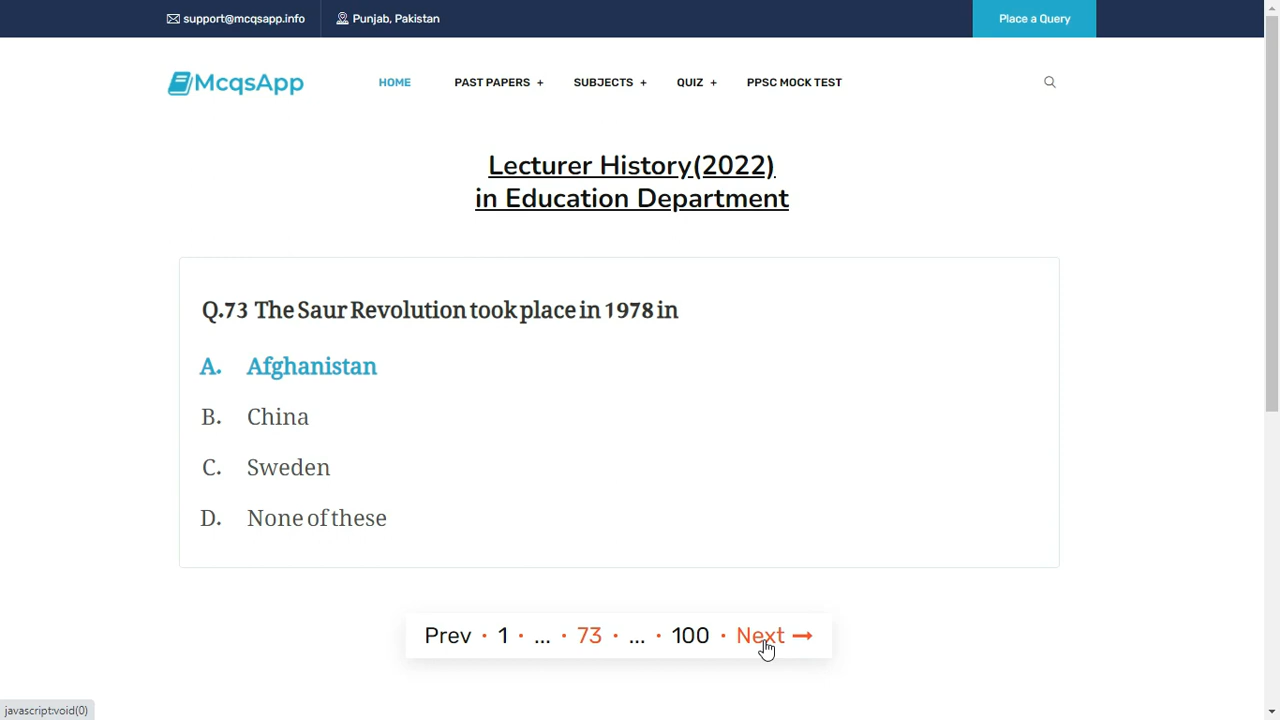 support@mcqsapp.info
Punjab, Pakistan
Place a Query
McqsApp
HOME
PAST PAPERS +
SUBJECTS +
QUIZ +
PPSC MOCK TEST
Lecturer History(2022)
in Education Department
Q.73 The Saur Revolution took place in 1978 in
A. Afghanistan
B. China
C. Sweden
D. None of these
Prev · 1 · ... · 73 · ... · 100 · Next →
javascript:void(0)